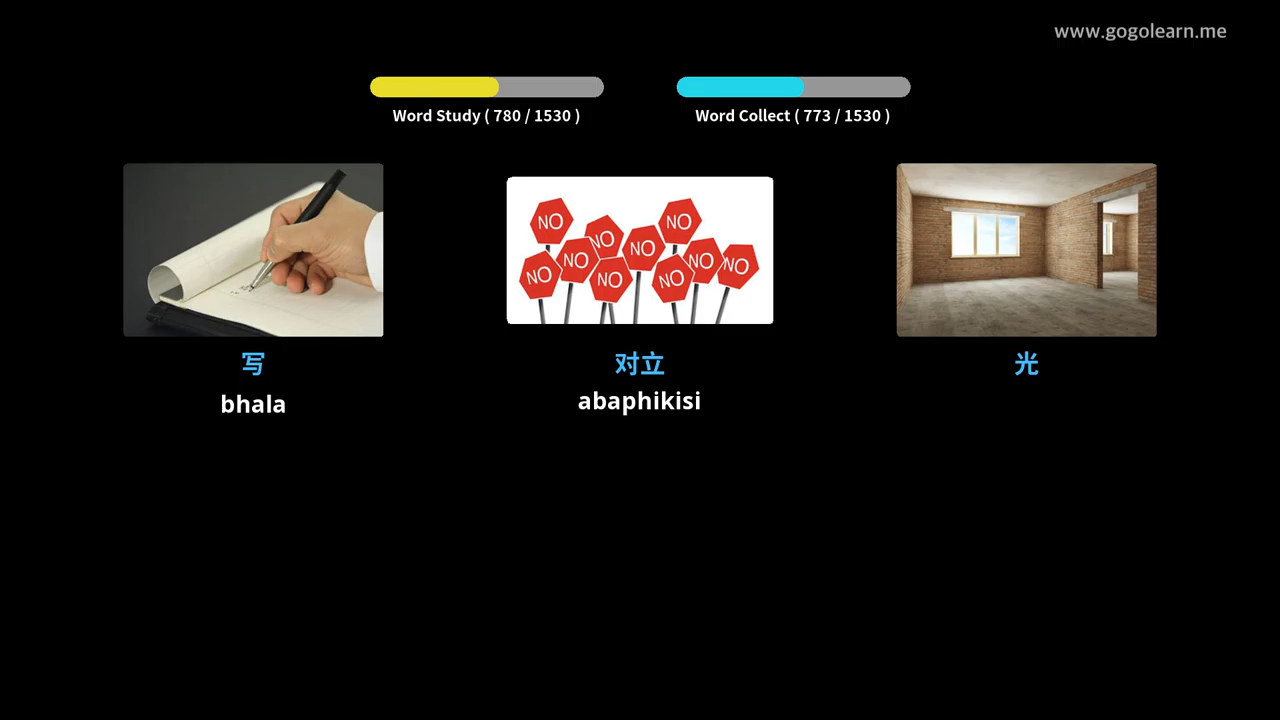 www.gogolearn.me
Word Study ( 780 / 1530 )
Word Collect ( 773 / 1530 )
NO
NO
NO
NO
NO
NO
NO
NO
NO
NO
写
对立
光
bhala
abaphikisi